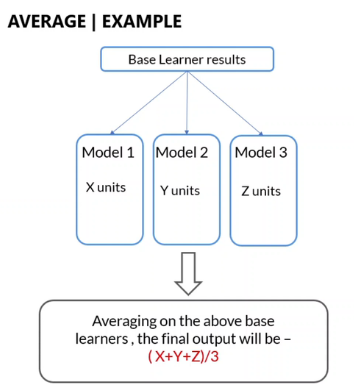 AVERAGE | EXAMPLE
Base Learner results
Model 1
Model 2
Model 3
X units
Y units
Z units
Averaging on the above base
learners , the final output will be –
( X+Y+Z)/3